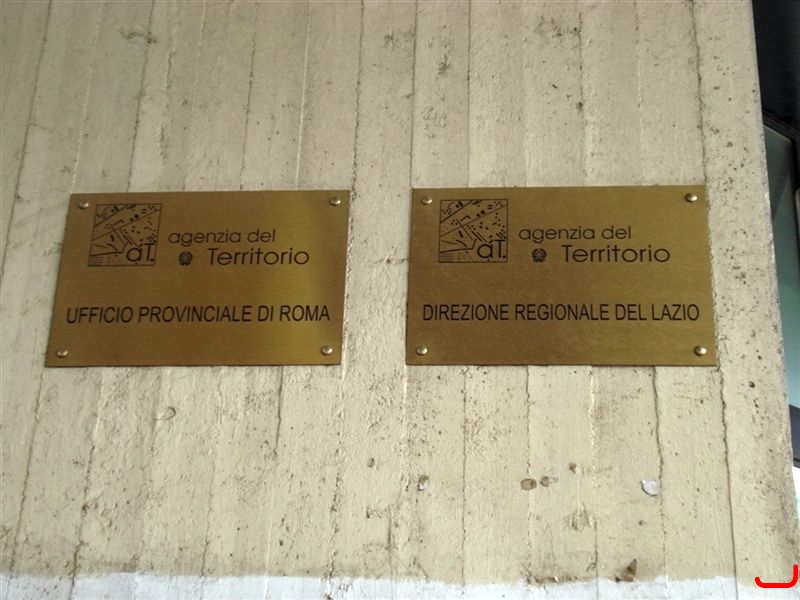 aT.
agenzia del
Territorio
UFFICIO PROVINCIALE DI ROMA
aT.
agenzia del
Territorio
DIREZIONE REGIONALE DEL LAZIO